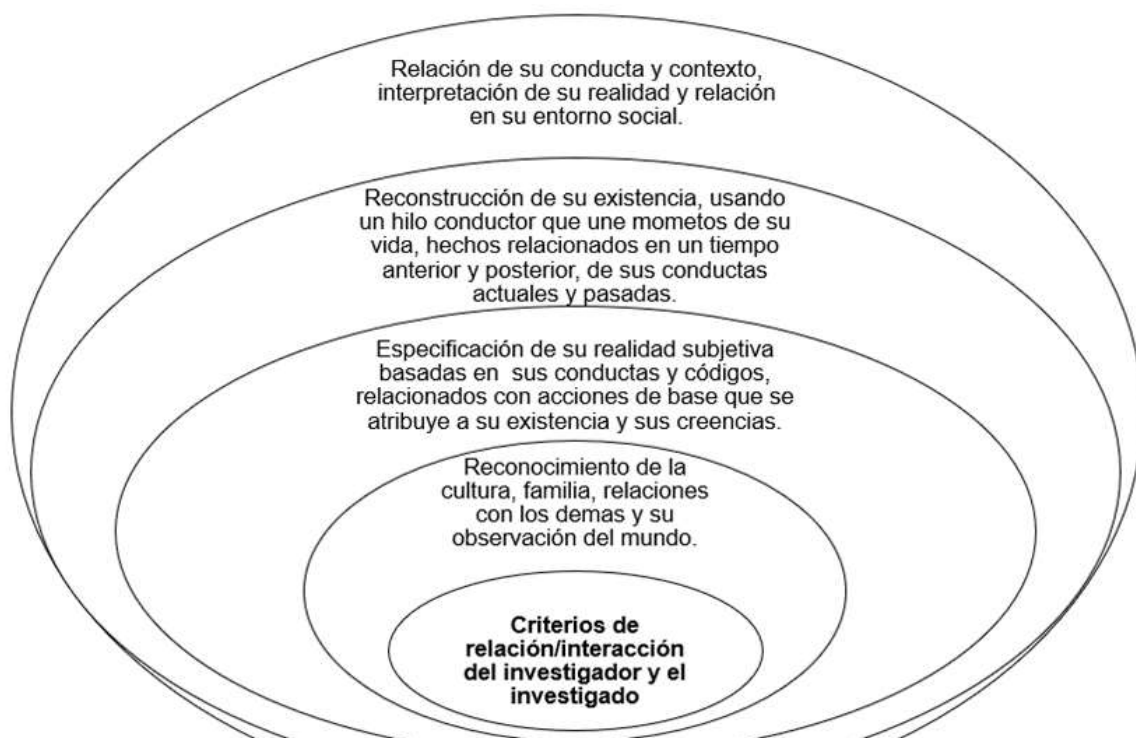 Relación de su conducta y contexto,
interpretación de su realidad y relación
en su entorno social.
Reconstrucción de su existencia, usando
un hilo conductor que une mometos de su
vida, hechos relacionados en un tiempo
anterior y posterior, de sus conductas
actuales y pasadas.
Especificación de su realidad subjetiva
basadas en sus conductas y códigos,
relacionados con acciones de base que se
atribuye a su existencia y sus creencias.
Reconocimiento de la
cultura, familia, relaciones
con los demas y su
observación del mundo.
Criterios de
relación/interacción
del investigador y el
investigado